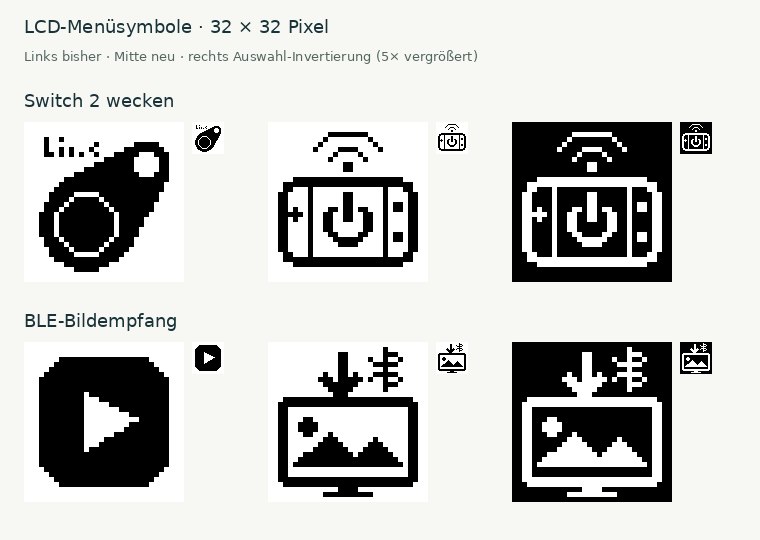 LCD-Menüsymbole · 32 × 32 Pixel
Links bisher · Mitte neu · rechts Auswahl-Invertierung (5× vergrößert)
Switch 2 wecken
BLE-Bildempfang